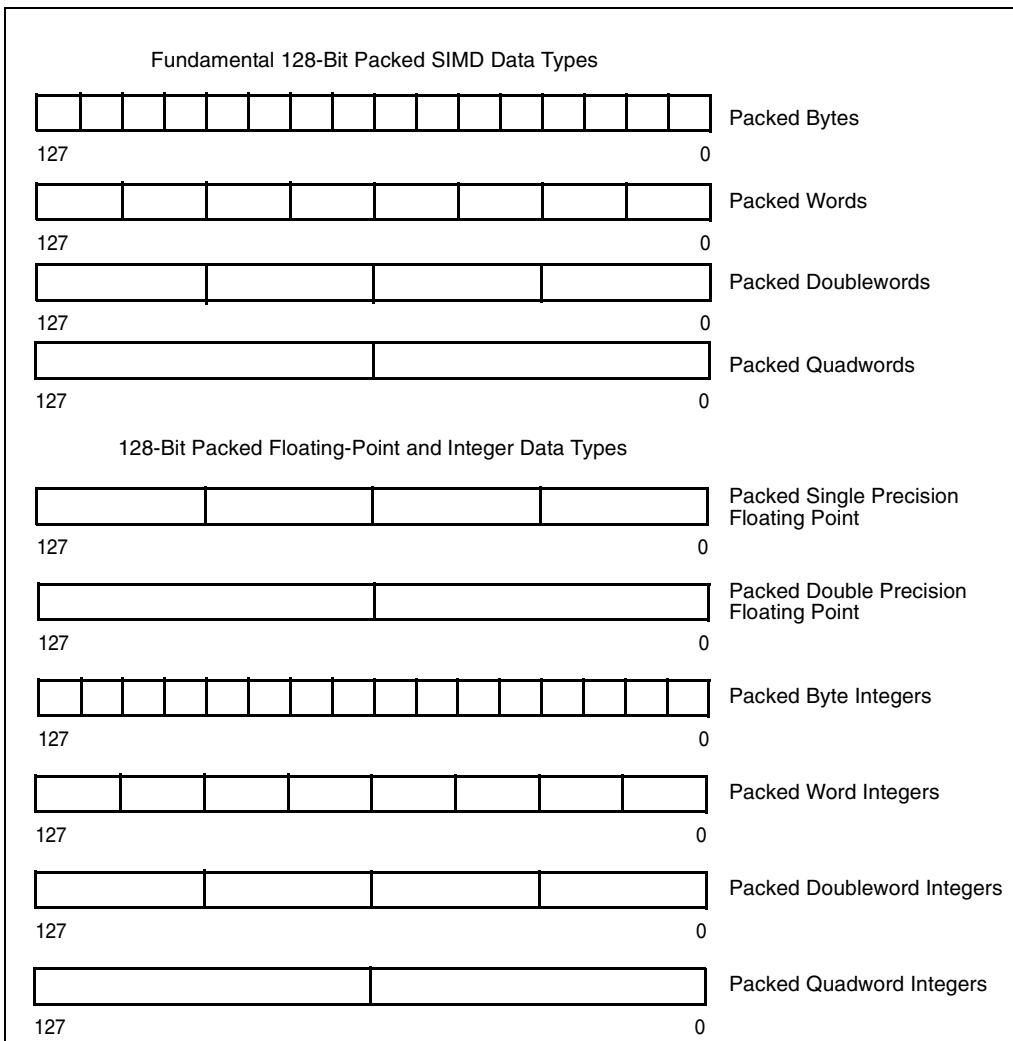 Fundamental 128-Bit Packed SIMD Data Types
Packed Bytes
127 0
Packed Words
127 0
Packed Doublewords
127 0
Packed Quadwords
127 0
128-Bit Packed Floating-Point and Integer Data Types
Packed Single Precision
Floating Point
127 0
Packed Double Precision
Floating Point
127 0
Packed Byte Integers
127 0
Packed Word Integers
127 0
Packed Doubleword Integers
127 0
Packed Quadword Integers
127 0